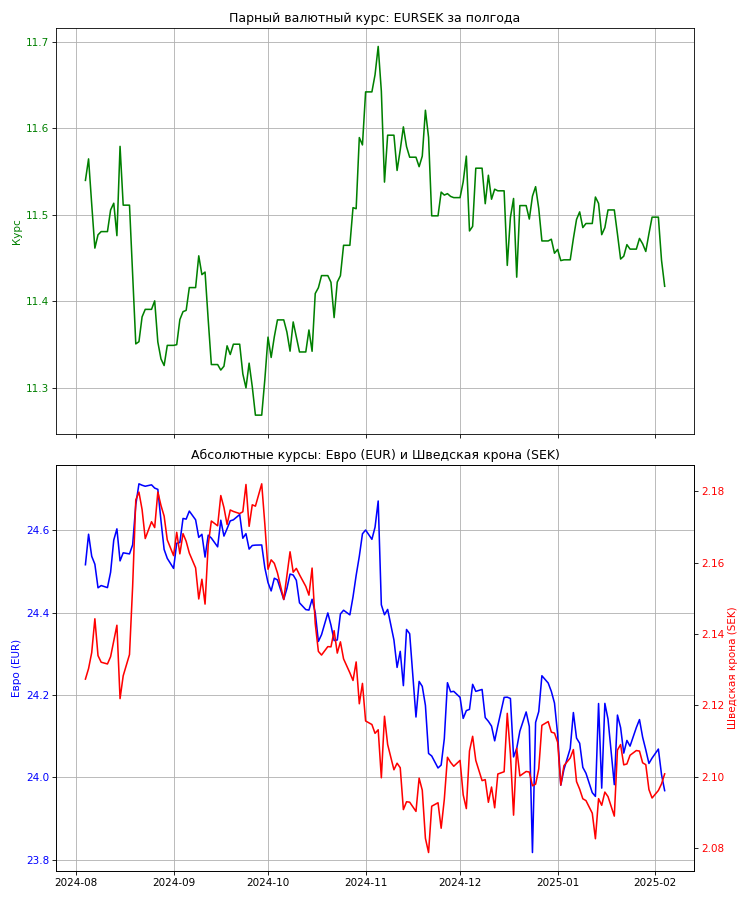 Парный валютный курс: EURSEK за полгода
11.7
11.6
11.5
11.4
11.3
Курс
Абсолютные курсы: Евро (EUR) и Шведская крона (SEK)
24.6
24.4
24.2
24.0
23.8
Евро (EUR)
2.18
2.16
2.14
2.12
2.10
2.08
Шведская крона (SEK)
2024-08 2024-09 2024-10 2024-11 2024-12 2025-01 2025-02